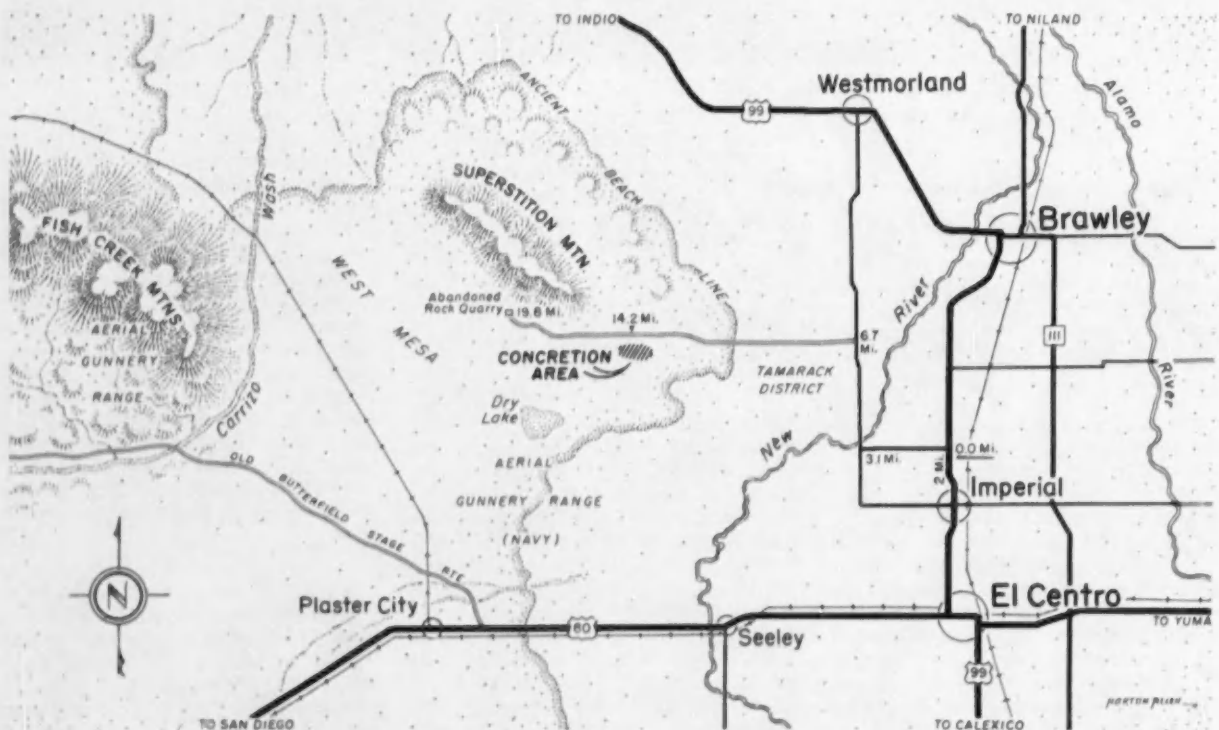 TO INDIO
TO NILAND
Westmorland
99
Alamo
ANCIENT
BEACH
LINE
Wash
SUPERSTITION MTN.
Brawley
FISH CREEK MTNS.
WEST
MESA
River
Abandoned
Rock Quarry
19.6 Mi.
14.2 Mi.
6.7
Mi.
111
AERIAL
GUNNERY
RANGE
CONCRETION
AREA
TAMARACK
DISTRICT
River
Carrizo
Dry
Lake
New
OLD
BUTTERFIELD
STAGE
RTE.
AERIAL
GUNNERY RANGE
(NAVY)
3.1 Mi.
2 Mi.
0.0 Mi.
Imperial
N
Plaster City
El Centro
80
Seeley
TO YUMA
99
TO SAN DIEGO
TO CALEXICO